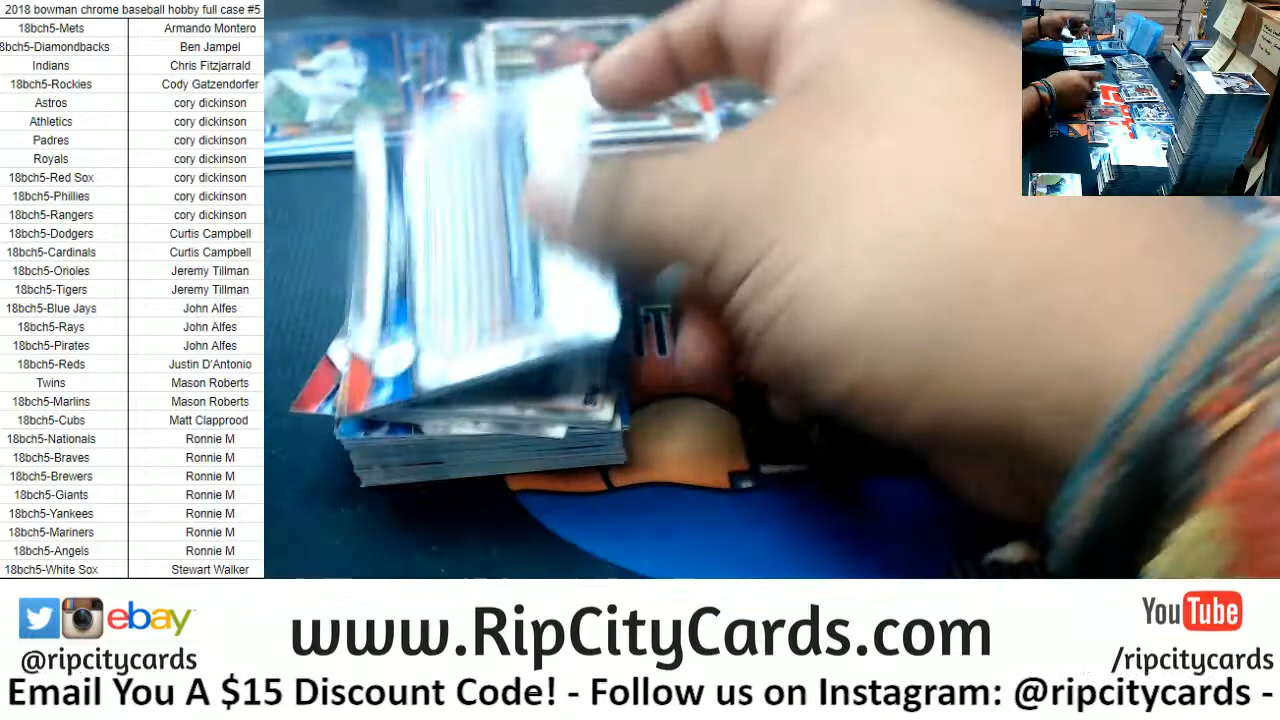 2018 bowman chrome baseball hobby full case #5
18bch5-Mets Armando Montero
8bch5-Diamondbacks Ben Jampel
Indians Chris Fitzjarrald
18bch5-Rockies Cody Gatzendorfer
Astros cory dickinson
Athletics cory dickinson
Padres cory dickinson
Royals cory dickinson
18bch5-Red Sox cory dickinson
18bch5-Phillies cory dickinson
18bch5-Rangers cory dickinson
18bch5-Dodgers Curtis Campbell
18bch5-Cardinals Curtis Campbell
18bch5-Orioles Jeremy Tillman
18bch5-Tigers Jeremy Tillman
18bch5-Blue Jays John Alfes
18bch5-Rays John Alfes
18bch5-Pirates John Alfes
18bch5-Reds Justin D'Antonio
Twins Mason Roberts
18bch5-Marlins Mason Roberts
18bch5-Cubs Matt Clapprood
18bch5-Nationals Ronnie M
18bch5-Braves Ronnie M
18bch5-Brewers Ronnie M
18bch5-Giants Ronnie M
18bch5-Yankees Ronnie M
18bch5-Mariners Ronnie M
18bch5-Angels Ronnie M
18bch5-White Sox Stewart Walker
ebay
@ripcitycards
www.RipCityCards.com
YouTube
/ripcitycards
Email You A $15 Discount Code! - Follow us on Instagram: @ripcitycards -